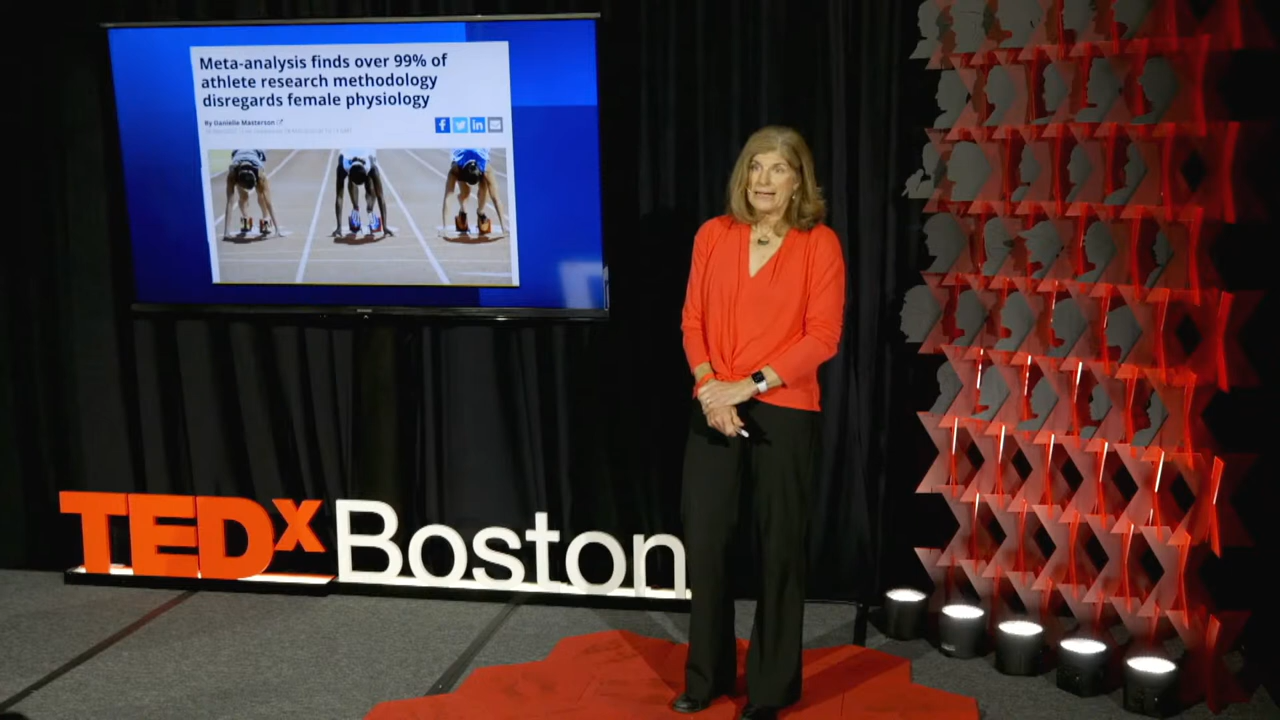 Meta-analysis finds over 99% of
athlete research methodology
disregards female physiology
By Danielle Masterson
TEDx Boston